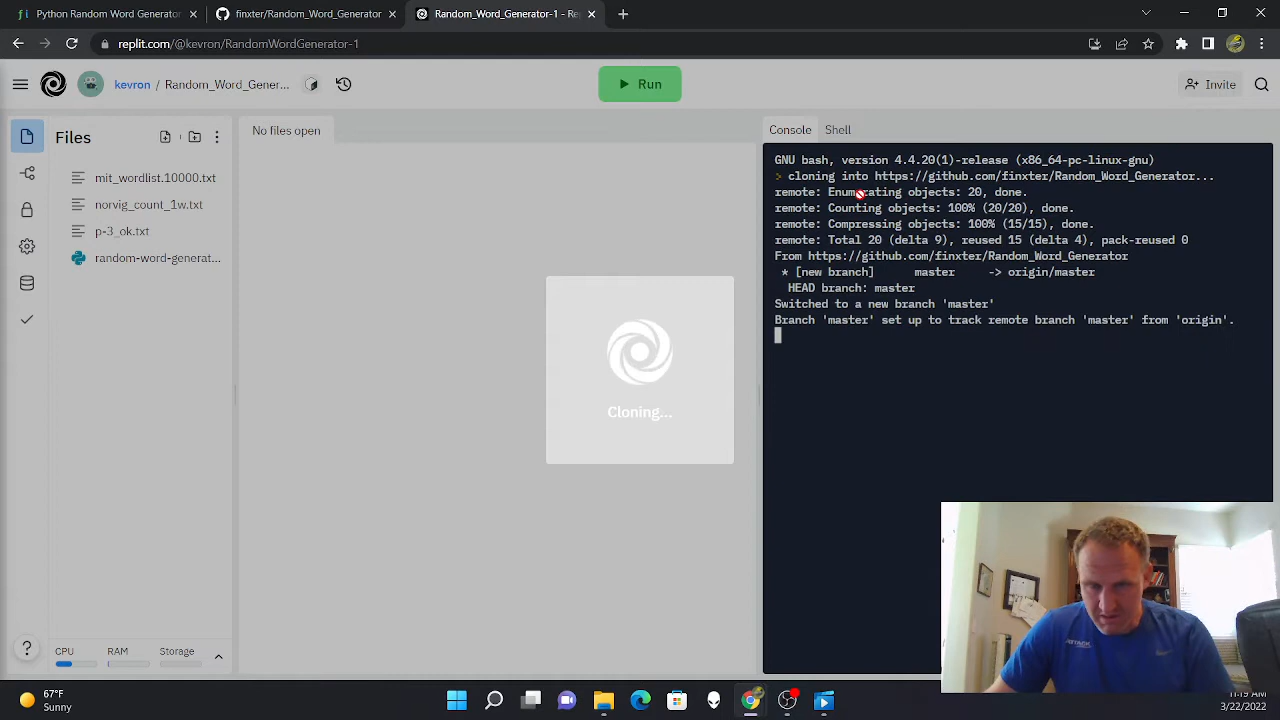 Python Random Word Generator
finxter/Random_Word_Generator
Random_Word_Generator-1 - Re
replit.com/@kevron/RandomWordGenerator-1
kevron / Random_Word_Gener...
Run
Invite
Files
No files open
Console
Shell
mit_wordlist.10000.txt
norvig_count_1w.txt
p-3_ok.txt
random-word-generat...
GNU bash, version 4.4.20(1)-release (x86_64-pc-linux-gnu)
> cloning into https://github.com/finxter/Random_Word_Generator...
remote: Enumerating objects: 20, done.
remote: Counting objects: 100% (20/20), done.
remote: Compressing objects: 100% (15/15), done.
remote: Total 20 (delta 9), reused 15 (delta 4), pack-reused 0
From https://github.com/finxter/Random_Word_Generator
* [new branch] master -> origin/master
HEAD branch: master
Switched to a new branch 'master'
Branch 'master' set up to track remote branch 'master' from 'origin'.
Cloning...
CPU
RAM
Storage
67°F
Sunny
11:19 AM
3/22/2022